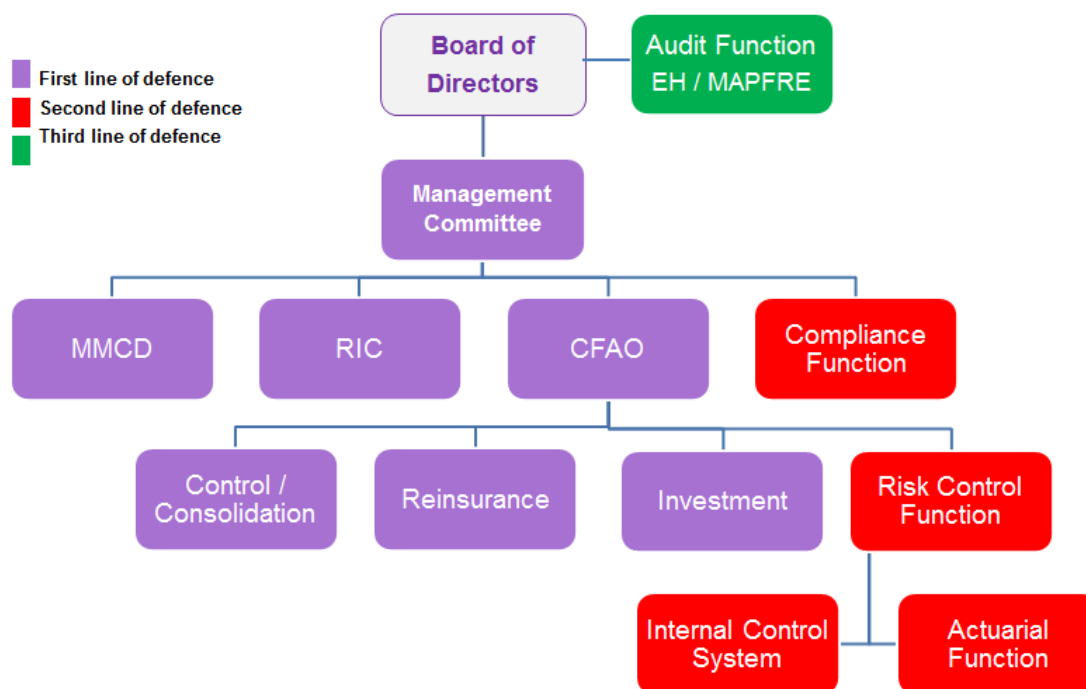 Board of
Directors
Audit Function
EH / MAPFRE
First line of defence
Second line of defence
Third line of defence
Management
Committee
MMCD
RIC
CFAO
Compliance
Function
Control /
Consolidation
Reinsurance
Investment
Risk Control
Function
Internal Control
System
Actuarial
Function